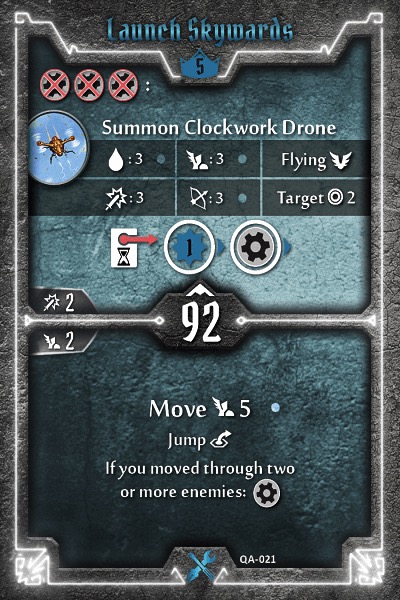 Launch Skywards
5
:
Summon Clockwork Drone
:3 :3 Flying
:3 :3 Target 2
1
2
92
2
Move 5
Jump
If you moved through two
or more enemies:
QA-021